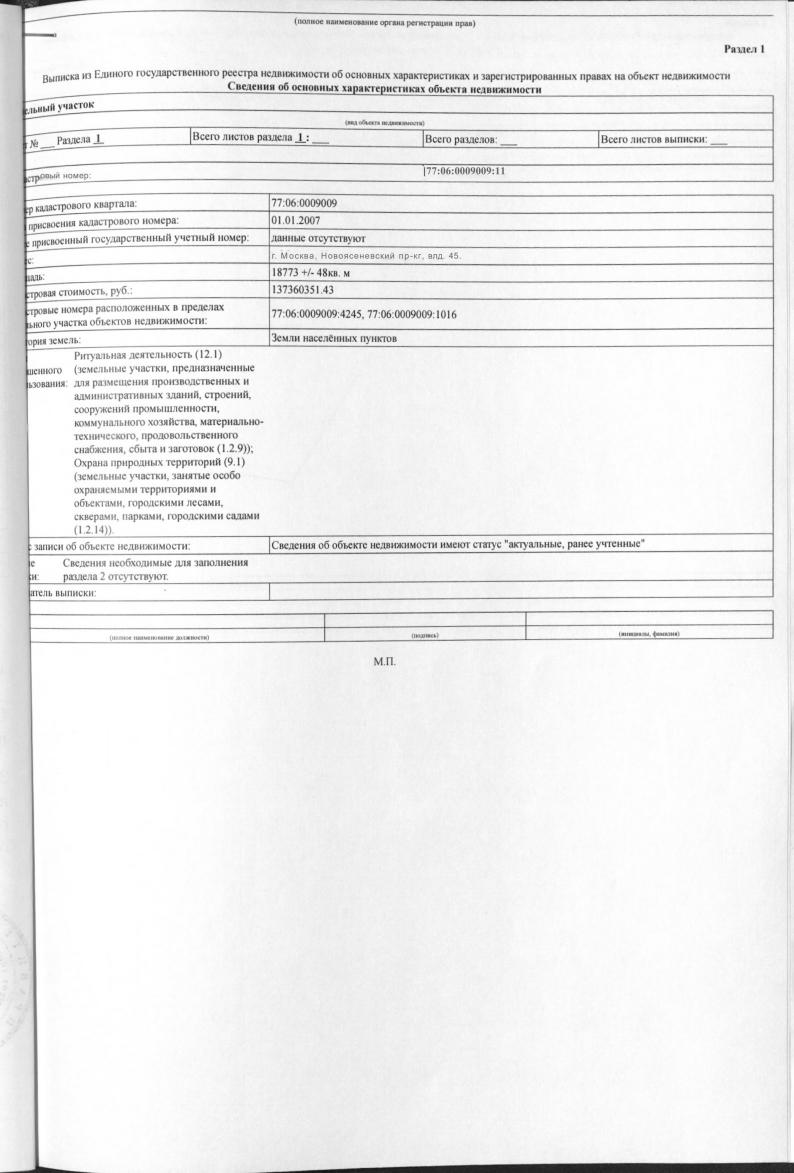 (полное наименование органа регистрации прав)
Раздел 1
Выписка из Единого государственного реестра недвижимости об основных характеристиках и зарегистрированных правах на объект недвижимости
Сведения об основных характеристиках объекта недвижимости
ельный участок
(вид объекта недвижимости)
т № ___ Раздела 1 Всего листов раздела 1 : ___ Всего разделов: ___ Всего листов выписки: ___
астровый номер: 77:06:0009009:11
ер кадастрового квартала: 77:06:0009009
присвоения кадастрового номера: 01.01.2007
е присвоенный государственный учетный номер: данные отсутствуют
с: г. Москва, Новоясеневский пр-кг, влд. 45.
щадь: 18773 +/- 48кв. м
стровая стоимость, руб.: 137360351.43
стровые номера расположенных в пределах
ьного участка объектов недвижимости: 77:06:0009009:4245, 77:06:0009009:1016
ория земель: Земли населённых пунктов
Ритуальная деятельность (12.1)
шенного (земельные участки, предназначенные
ьзования: для размещения производственных и
административных зданий, строений,
сооружений промышленности,
коммунального хозяйства, материально-
технического, продовольственного
снабжения, сбыта и заготовок (1.2.9));
Охрана природных территорий (9.1)
(земельные участки, занятые особо
охраняемыми территориями и
объектами, городскими лесами,
скверами, парками, городскими садами
(1.2.14)).
с записи об объекте недвижимости: Сведения об объекте недвижимости имеют статус "актуальные, ранее учтенные"
е Сведения необходимые для заполнения
ки: раздела 2 отсутствуют.
атель выписки:
(полное наименование должности) (подпись) (инициалы, фамилия)
М.П.